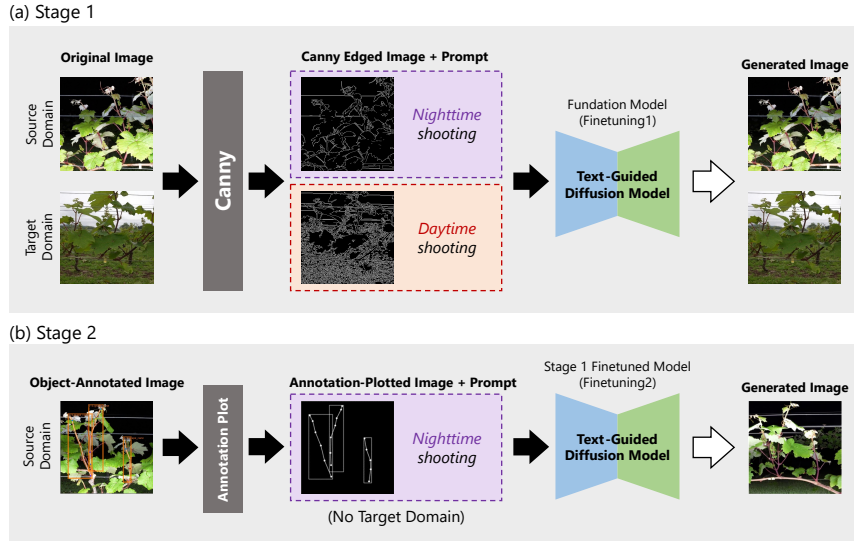 (a) Stage 1
Original Image
Canny Edged Image + Prompt
Generated Image
Source
Domain
Target
Domain
Canny
Nighttime
shooting
Daytime
shooting
Fundation Model
(Finetuning1)
Text-Guided
Diffusion Model
(b) Stage 2
Object-Annotated Image
Annotation-Plotted Image + Prompt
Generated Image
Source
Domain
Annotation Plot
Nighttime
shooting
(No Target Domain)
Stage 1 Finetuned Model
(Finetuning2)
Text-Guided
Diffusion Model